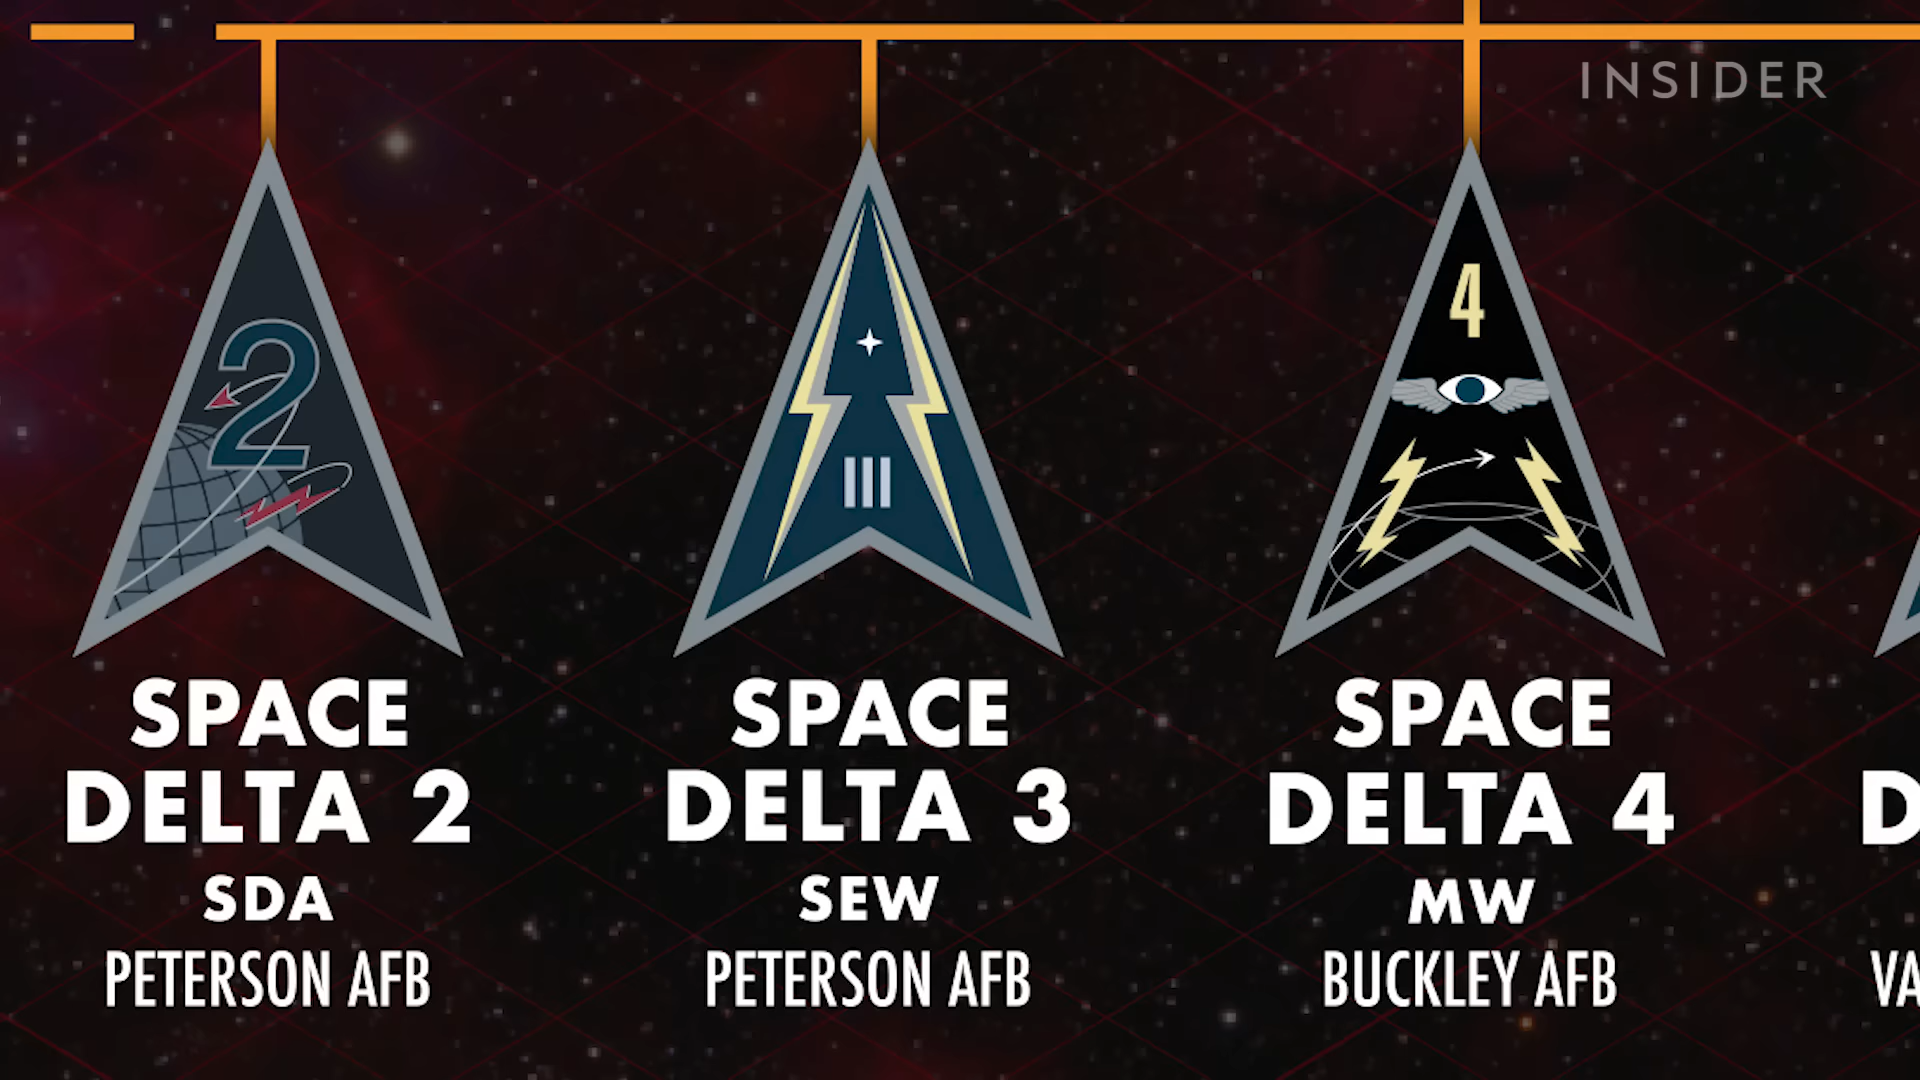 INSIDER
2
III
4
SPACE
DELTA 2
SDA
PETERSON AFB
SPACE
DELTA 3
SEW
PETERSON AFB
SPACE
DELTA 4
MW
BUCKLEY AFB
D
VA